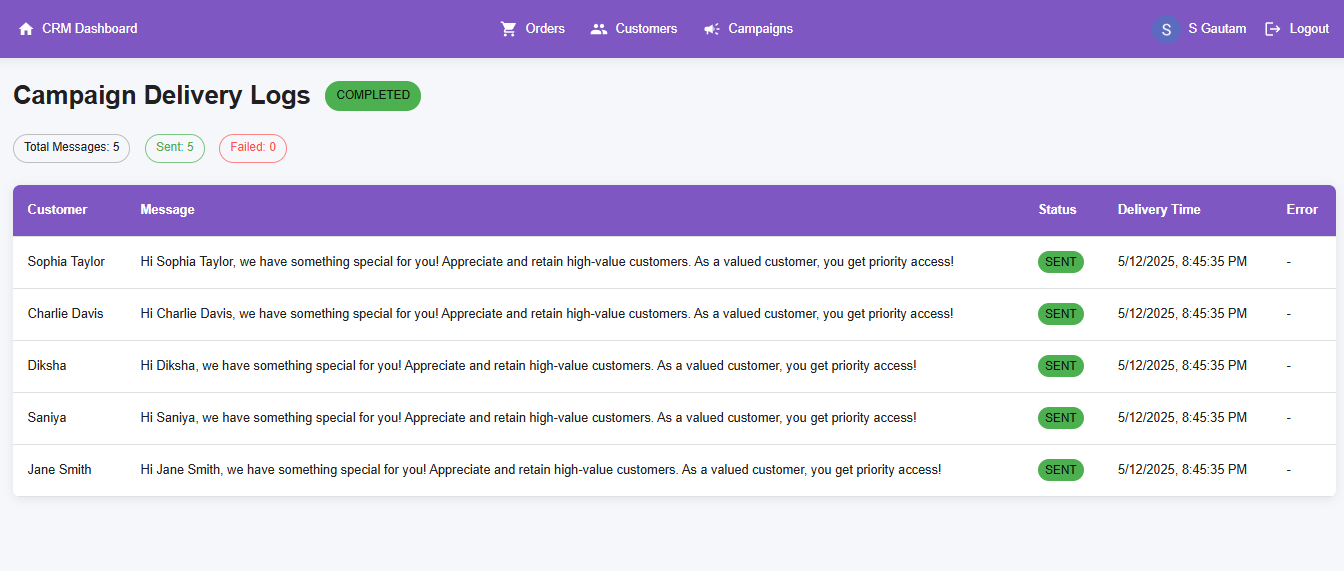 CRM Dashboard Orders Customers Campaigns S S Gautam Logout
Campaign Delivery Logs COMPLETED
Total Messages: 5 Sent: 5 Failed: 0
Customer Message Status Delivery Time Error
Sophia Taylor Hi Sophia Taylor, we have something special for you! Appreciate and retain high-value customers. As a valued customer, you get priority access! SENT 5/12/2025, 8:45:35 PM -
Charlie Davis Hi Charlie Davis, we have something special for you! Appreciate and retain high-value customers. As a valued customer, you get priority access! SENT 5/12/2025, 8:45:35 PM -
Diksha Hi Diksha, we have something special for you! Appreciate and retain high-value customers. As a valued customer, you get priority access! SENT 5/12/2025, 8:45:35 PM -
Saniya Hi Saniya, we have something special for you! Appreciate and retain high-value customers. As a valued customer, you get priority access! SENT 5/12/2025, 8:45:35 PM -
Jane Smith Hi Jane Smith, we have something special for you! Appreciate and retain high-value customers. As a valued customer, you get priority access! SENT 5/12/2025, 8:45:35 PM -